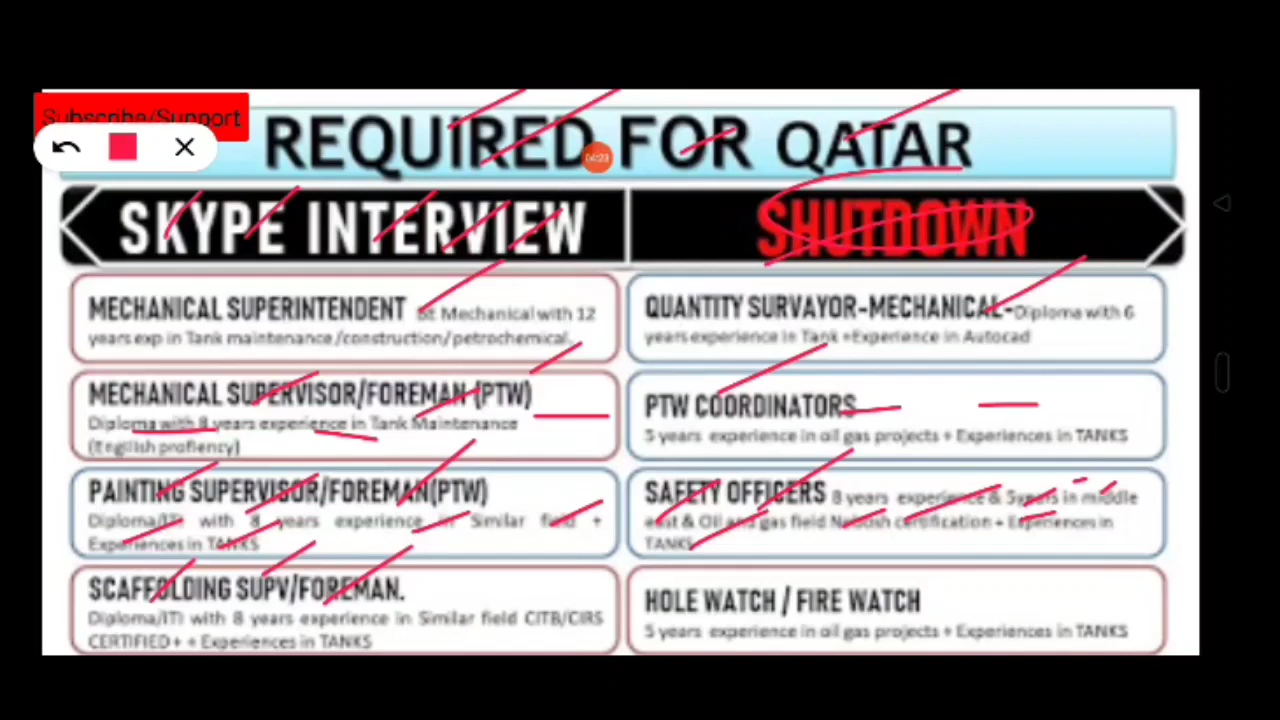 Subscribe/Support
REQUIRED FOR QATAR
04:23
SKYPE INTERVIEW
SHUTDOWN
MECHANICAL SUPERINTENDENT BE Mechanical with 12
years exp in Tank maintenance/construction/petrochemical.
MECHANICAL SUPERVISOR/FOREMAN (PTW)
Diploma with 8 years experience in Tank Maintenance
(English profiency)
PAINTING SUPERVISOR/FOREMAN(PTW)
Diploma/ITI with 8 years experience in Similar field +
Experiences in TANKS
SCAFFOLDING SUPV/FOREMAN.
Diploma/ITI with 8 years experience in Similar field CITB/CIRS
CERTIFIED+ + Experiences in TANKS
QUANTITY SURVAYOR-MECHANICAL-Diploma with 6
years experience in Tank +Experience in Autocad
PTW COORDINATORS
5 years experience in oil gas projects + Experiences in TANKS
SAFETY OFFICERS 8 years experience & 5years in middle
east & Oil and gas field Nebosh certification + Experiences in
TANKS
HOLE WATCH / FIRE WATCH
5 years experience in oil gas projects + Experiences in TANKS